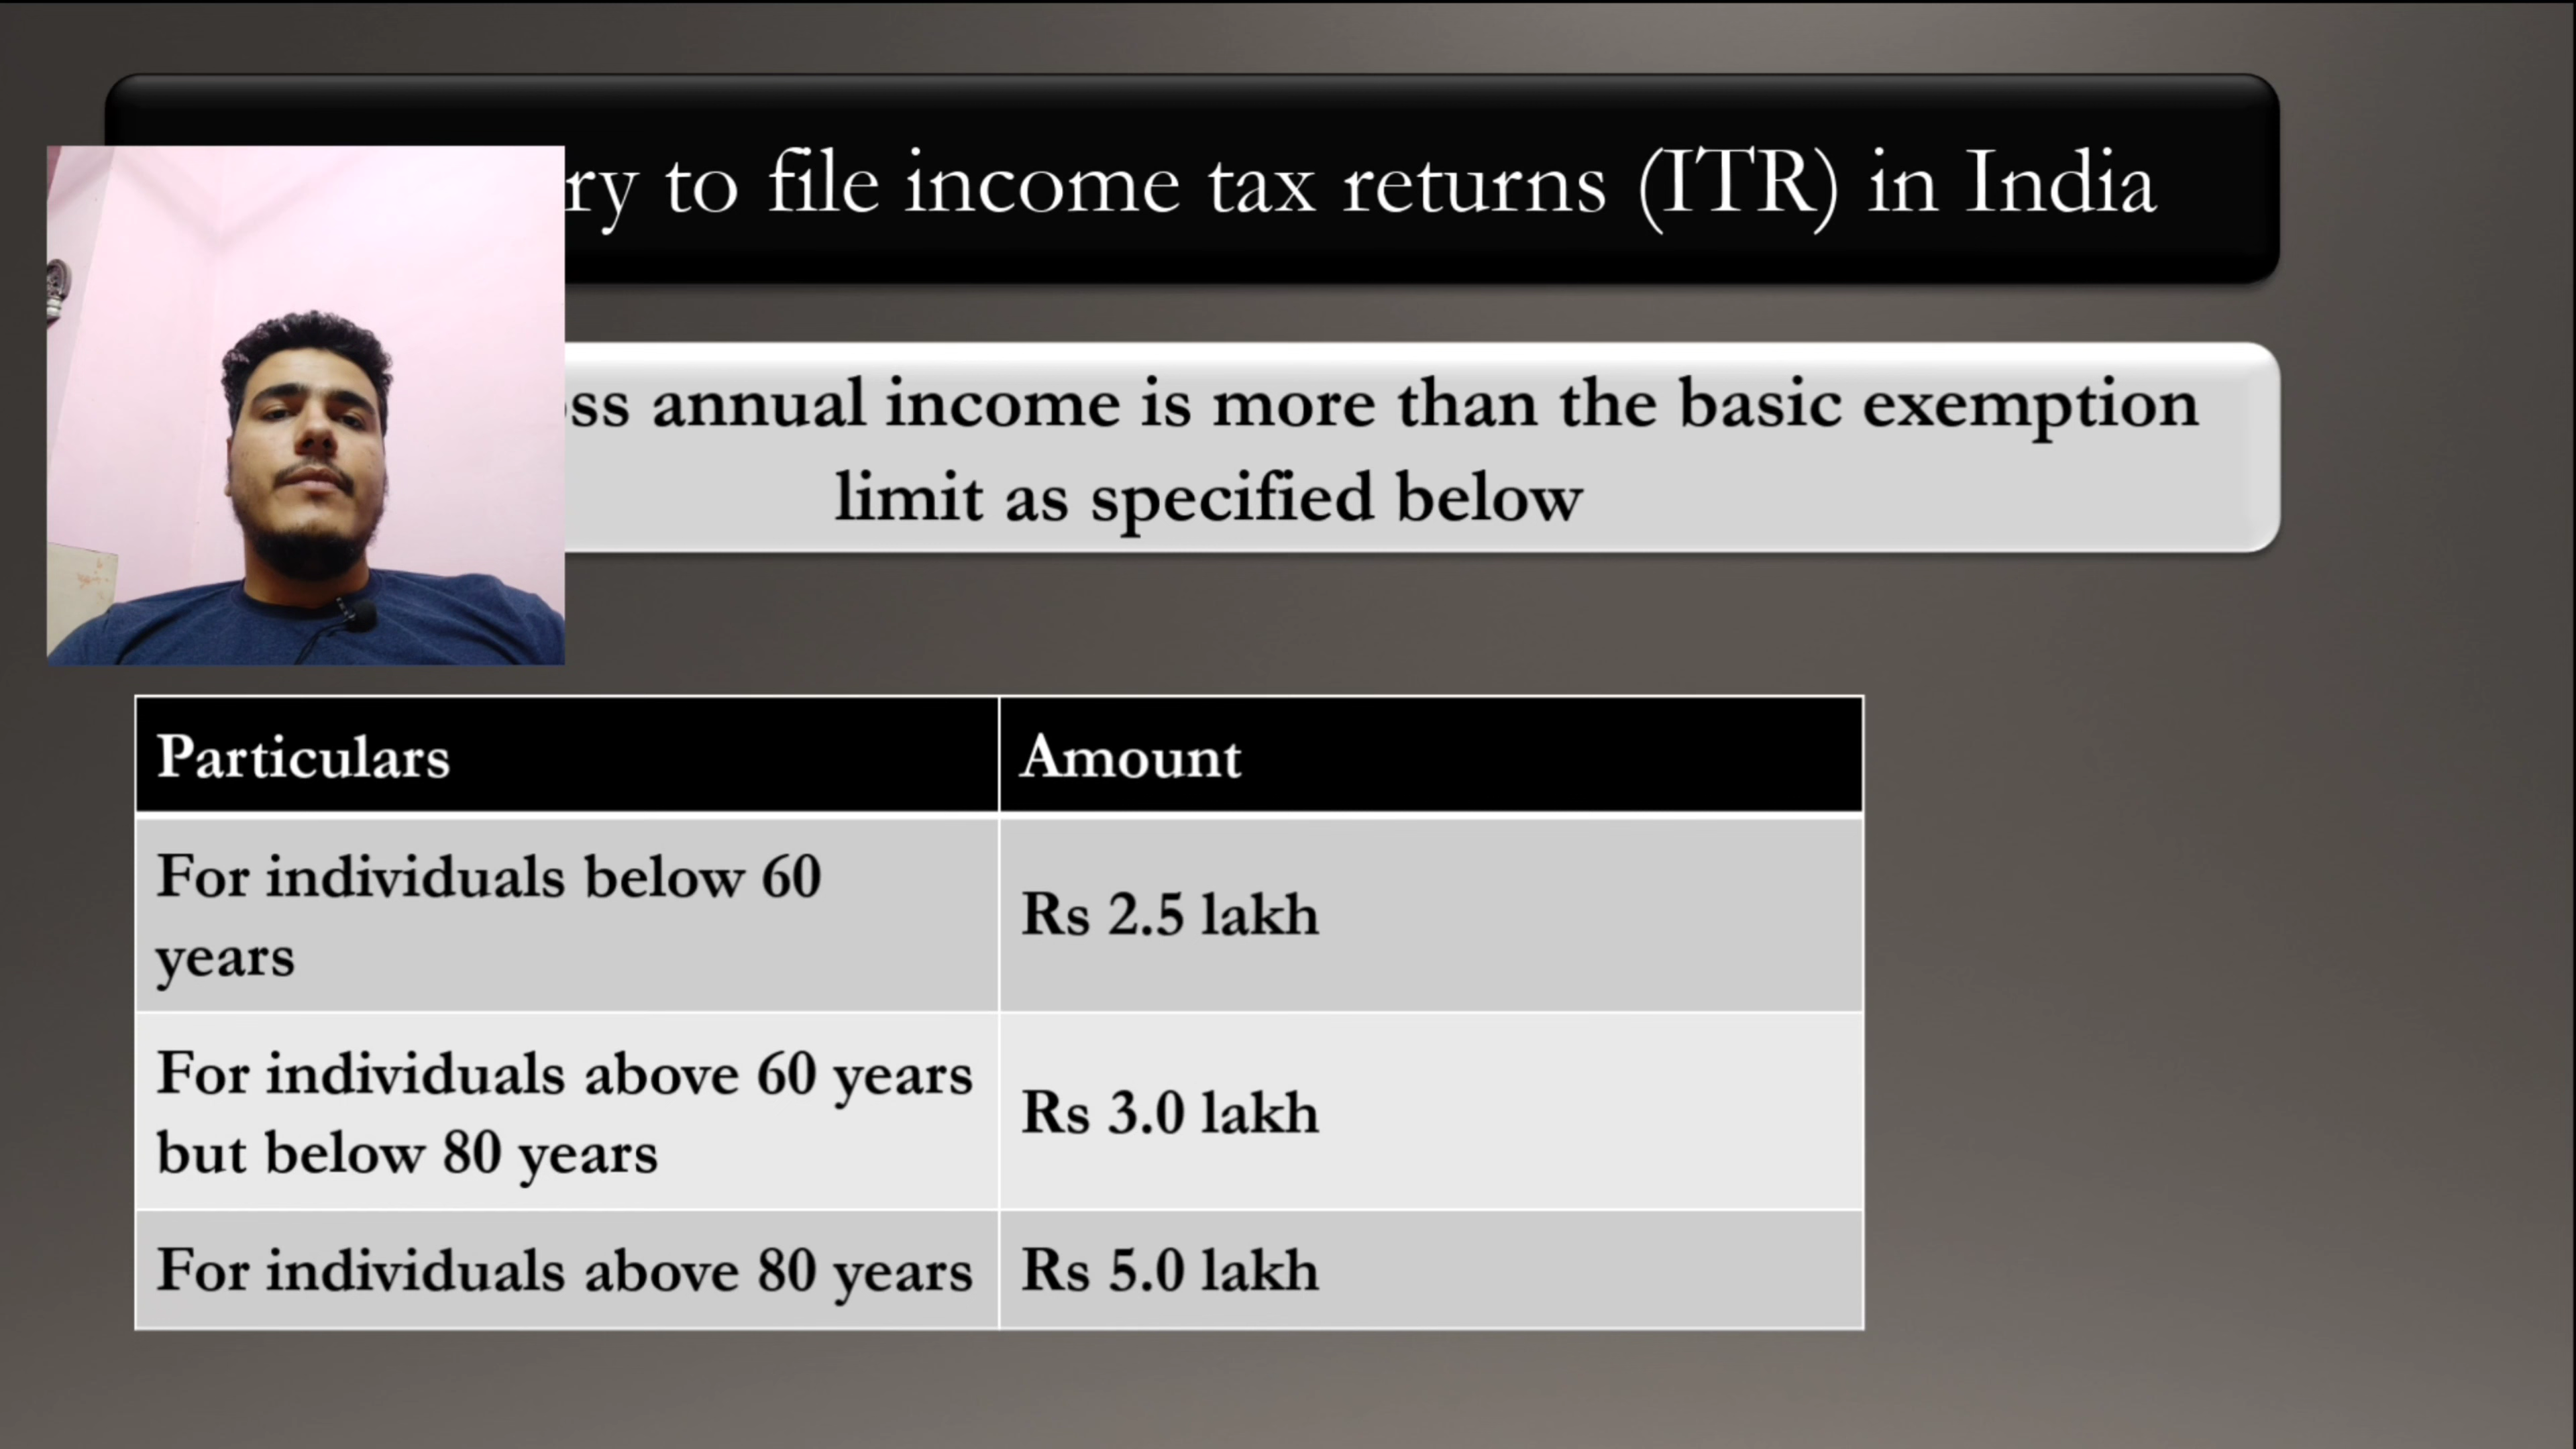 to file income tax returns (ITR) in India
annual income is more than the basic exemption
limit as specified below
Particulars
Amount
For individuals below 60
years
Rs 2.5 lakh
For individuals above 60 years
but below 80 years
Rs 3.0 lakh
For individuals above 80 years
Rs 5.0 lakh